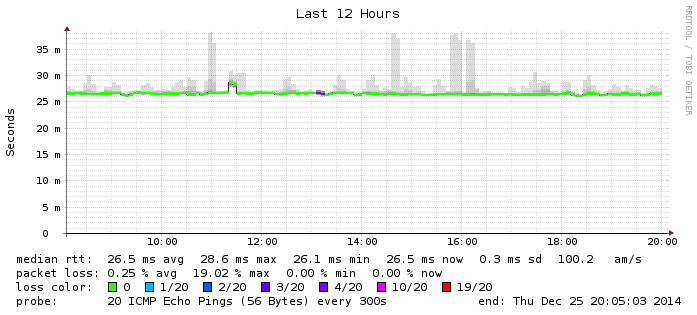 Last 12 Hours
RRDTOOL / TOBI OETIKER
Seconds
35 m
30 m
25 m
20 m
15 m
10 m
5 m
0
10:00 12:00 14:00 16:00 18:00 20:00
median rtt: 26.5 ms avg 28.6 ms max 26.1 ms min 26.5 ms now 0.3 ms sd 100.2 am/s
packet loss: 0.25 % avg 19.02 % max 0.00 % min 0.00 % now
loss color: 0 1/20 2/20 3/20 4/20 10/20 19/20
probe: 20 ICMP Echo Pings (56 Bytes) every 300s end: Thu Dec 25 20:05:03 2014